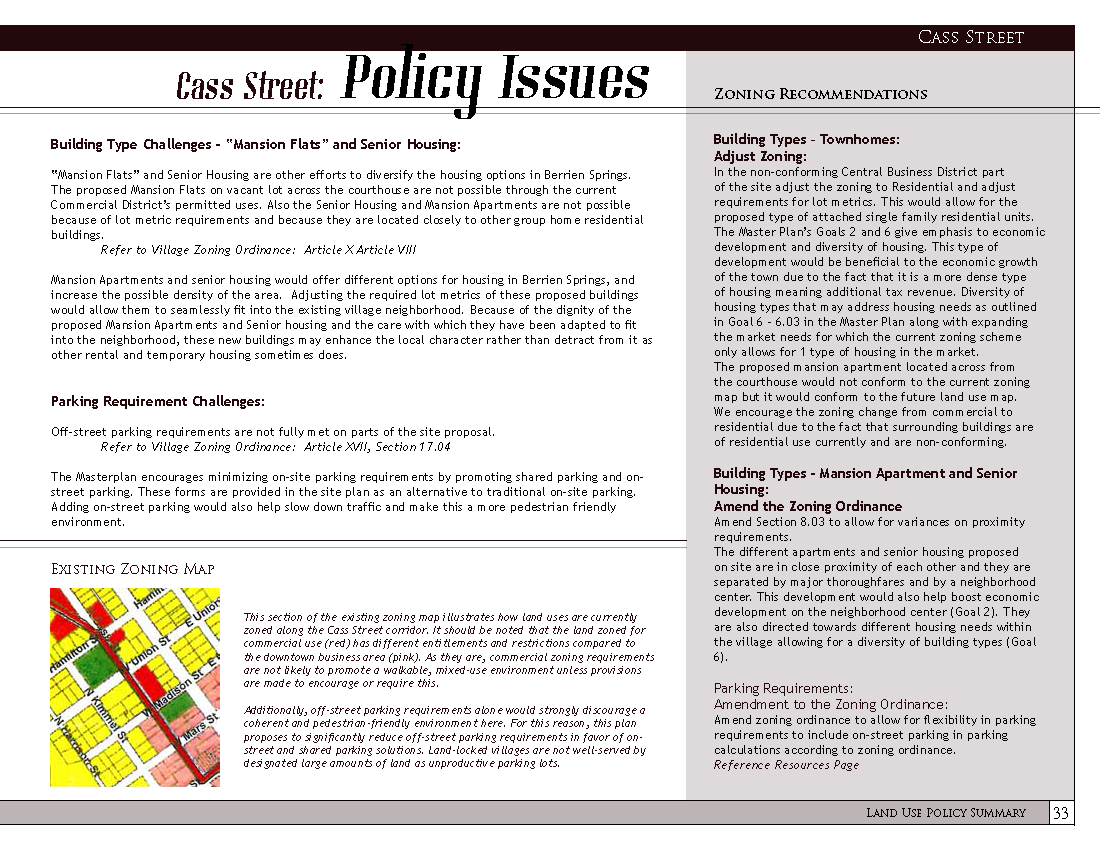 CASS STREET
Cass Street: Policy Issues
Building Type Challenges - “Mansion Flats” and Senior Housing:
“Mansion Flats” and Senior Housing are other efforts to diversify the housing options in Berrien Springs.
The proposed Mansion Flats on vacant lot across the courthouse are not possible through the current
Commercial District’s permitted uses. Also the Senior Housing and Mansion Apartments are not possible
because of lot metric requirements and because they are located closely to other group home residential
buildings.
Refer to Village Zoning Ordinance: Article X Article VIII
Mansion Apartments and senior housing would offer different options for housing in Berrien Springs, and
increase the possible density of the area. Adjusting the required lot metrics of these proposed buildings
would allow them to seamlessly fit into the existing village neighborhood. Because of the dignity of the
proposed Mansion Apartments and Senior housing and the care with which they have been adapted to fit
into the neighborhood, these new buildings may enhance the local character rather than detract from it as
other rental and temporary housing sometimes does.
Parking Requirement Challenges:
Off-street parking requirements are not fully met on parts of the site proposal.
Refer to Village Zoning Ordinance: Article XVII, Section 17.04
The Masterplan encourages minimizing on-site parking requirements by promoting shared parking and on-
street parking. These forms are provided in the site plan as an alternative to traditional on-site parking.
Adding on-street parking would also help slow down traffic and make this a more pedestrian friendly
environment.
EXISTING ZONING MAP
Harrison
E Union
Hamilton
Madison St
Mars St
N Kimmel
This section of the existing zoning map illustrates how land uses are currently
zoned along the Cass Street corridor. It should be noted that the land zoned for
commercial use (red) has different entitlements and restrictions compared to
the downtown business area (pink). As they are, commercial zoning requirements
are not likely to promote a walkable, mixed-use environment unless provisions
are made to encourage or require this.
Additionally, off-street parking requirements alone would strongly discourage a
coherent and pedestrian-friendly environment here. For this reason, this plan
proposes to significantly reduce off-street parking requirements in favor of on-
street and shared parking solutions. Land-locked villages are not well-served by
designated large amounts of land as unproductive parking lots.
ZONING RECOMMENDATIONS
Building Types - Townhomes:
Adjust Zoning:
In the non-conforming Central Business District part
of the site adjust the zoning to Residential and adjust
requirements for lot metrics. This would allow for the
proposed type of attached single family residential units.
The Master Plan’s Goals 2 and 6 give emphasis to economic
development and diversity of housing. This type of
development would be beneficial to the economic growth
of the town due to the fact that it is a more dense type
of housing meaning additional tax revenue. Diversity of
housing types that may address housing needs as outlined
in Goal 6 - 6.03 in the Master Plan along with expanding
the market needs for which the current zoning scheme
only allows for 1 type of housing in the market.
The proposed mansion apartment located across from
the courthouse would not conform to the current zoning
map but it would conform to the future land use map.
We encourage the zoning change from commercial to
residential due to the fact that surrounding buildings are
of residential use currently and are non-conforming.
Building Types - Mansion Apartment and Senior
Housing:
Amend the Zoning Ordinance
Amend Section 8.03 to allow for variances on proximity
requirements.
The different apartments and senior housing proposed
on site are in close proximity of each other and they are
separated by major thoroughfares and by a neighborhood
center. This development would also help boost economic
development on the neighborhood center (Goal 2). They
are also directed towards different housing needs within
the village allowing for a diversity of building types (Goal
6).
Parking Requirements:
Amendment to the Zoning Ordinance:
Amend zoning ordinance to allow for flexibility in parking
requirements to include on-street parking in parking
calculations according to zoning ordinance.
Reference Resources Page
LAND USE POLICY SUMMARY 33